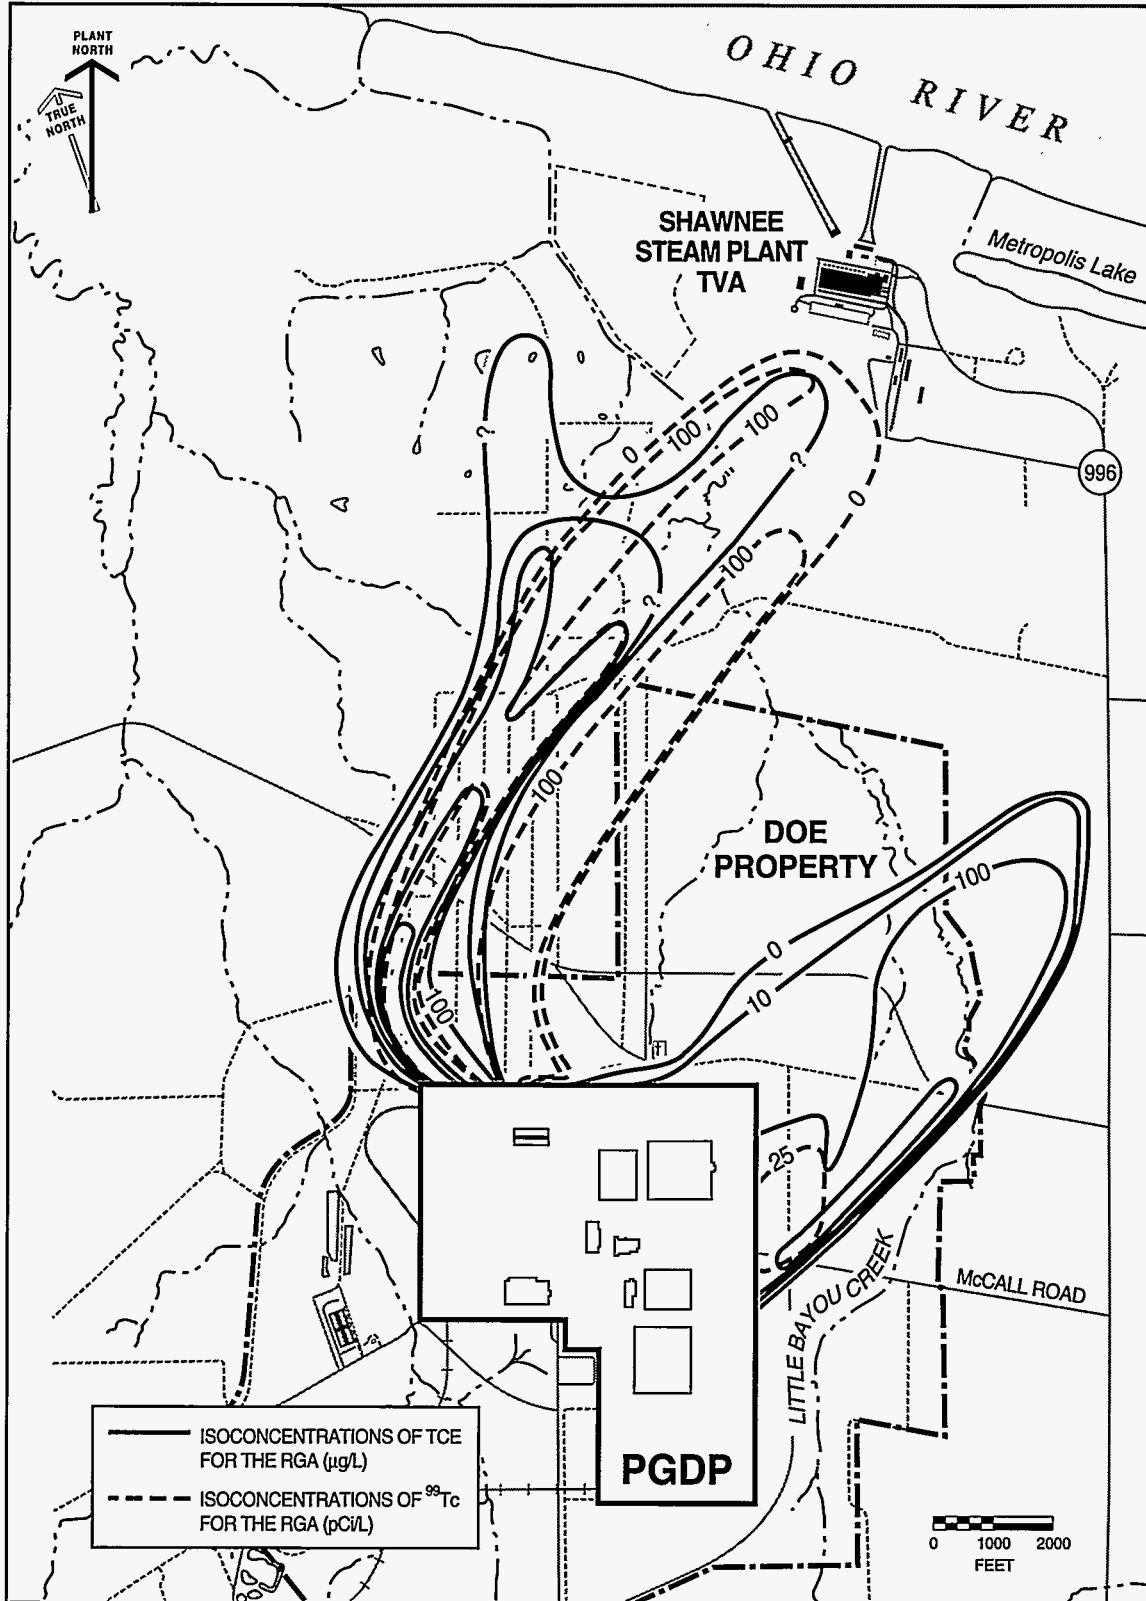 PLANT
NORTH
TRUE
NORTH
OHIO RIVER
SHAWNEE
STEAM PLANT
TVA
Metropolis Lake
996
?
0
100
100
?
0
100
?
100
DOE
PROPERTY
100
0
10
100
25
LITTLE BAYOU CREEK
McCALL ROAD
PGDP
ISOCONCENTRATIONS OF TCE
FOR THE RGA (µg/L)
ISOCONCENTRATIONS OF ⁹⁹Tc
FOR THE RGA (pCi/L)
0 1000 2000
FEET